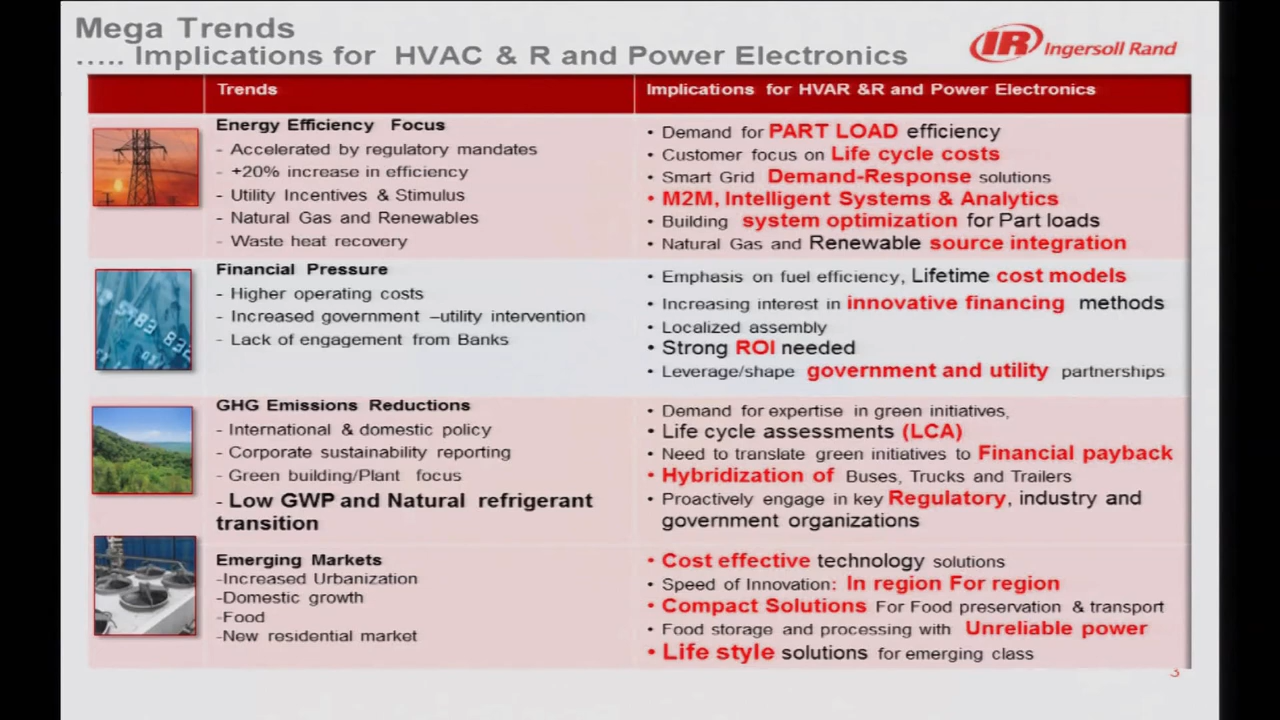 Mega Trends
..... Implications for HVAC & R and Power Electronics
IR Ingersoll Rand
Trends
Implications for HVAR &R and Power Electronics
Energy Efficiency Focus
- Accelerated by regulatory mandates
- +20% increase in efficiency
- Utility Incentives & Stimulus
- Natural Gas and Renewables
- Waste heat recovery
• Demand for PART LOAD efficiency
• Customer focus on Life cycle costs
• Smart Grid Demand-Response solutions
• M2M, Intelligent Systems & Analytics
• Building system optimization for Part loads
• Natural Gas and Renewable source integration
Financial Pressure
- Higher operating costs
- Increased government –utility intervention
- Lack of engagement from Banks
• Emphasis on fuel efficiency, Lifetime cost models
• Increasing interest in innovative financing methods
• Localized assembly
• Strong ROI needed
• Leverage/shape government and utility partnerships
GHG Emissions Reductions
- International & domestic policy
- Corporate sustainability reporting
- Green building/Plant focus
- Low GWP and Natural refrigerant
transition
• Demand for expertise in green initiatives,
• Life cycle assessments (LCA)
• Need to translate green initiatives to Financial payback
• Hybridization of Buses, Trucks and Trailers
• Proactively engage in key Regulatory, industry and
government organizations
Emerging Markets
-Increased Urbanization
-Domestic growth
-Food
-New residential market
• Cost effective technology solutions
• Speed of Innovation: In region For region
• Compact Solutions For Food preservation & transport
• Food storage and processing with Unreliable power
• Life style solutions for emerging class
3